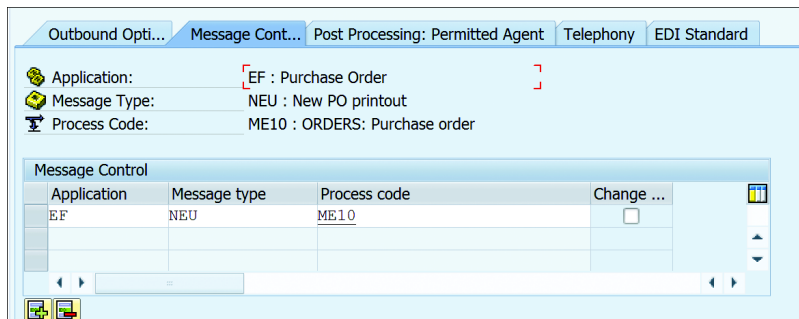 Outbound Opti... Message Cont... Post Processing: Permitted Agent Telephony EDI Standard
Application: EF : Purchase Order
Message Type: NEU : New PO printout
Process Code: ME10 : ORDERS: Purchase order
Message Control
Application Message type Process code Change ...
EF NEU ME10